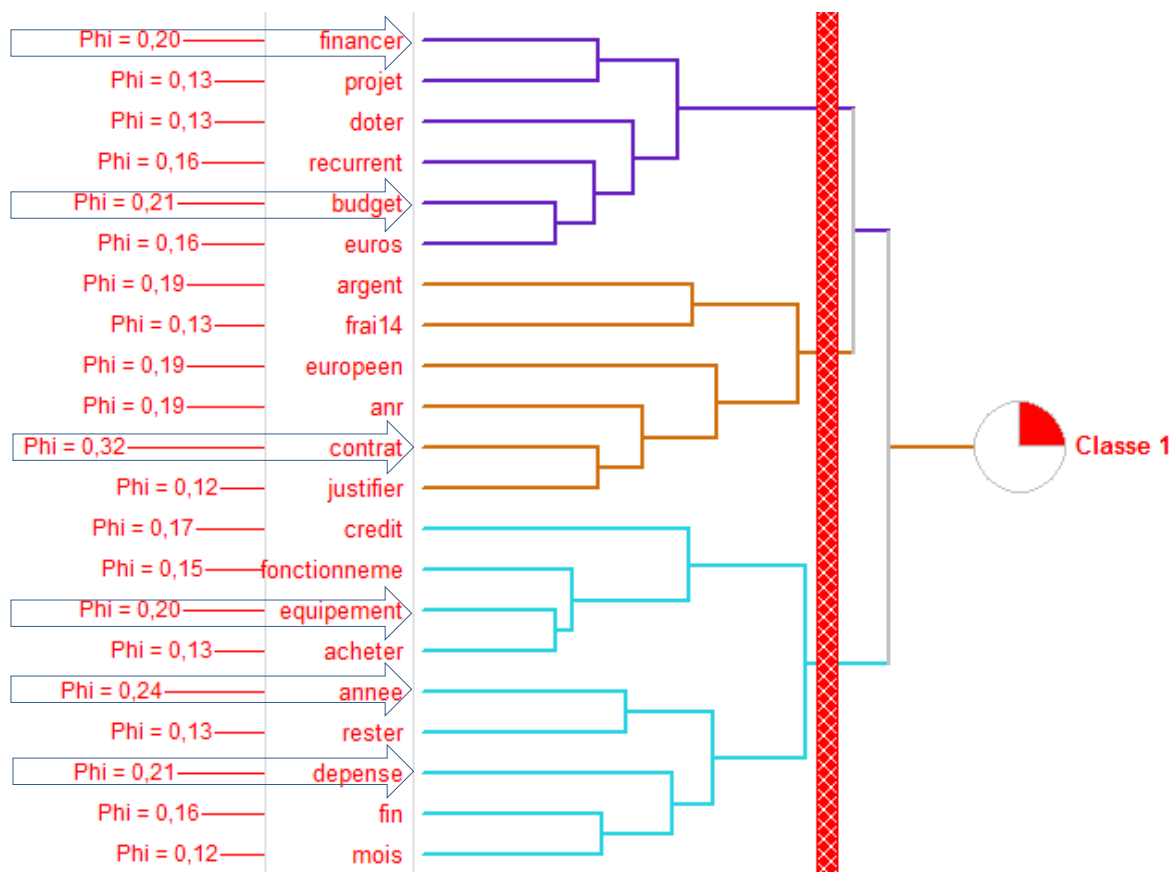 Phi = 0,20 financer
Phi = 0,13 projet
Phi = 0,13 doter
Phi = 0,16 recurrent
Phi = 0,21 budget
Phi = 0,16 euros
Phi = 0,19 argent
Phi = 0,13 frai14
Phi = 0,19 europeen
Phi = 0,19 anr
Phi = 0,32 contrat
Classe 1
Phi = 0,12 justifier
Phi = 0,17 credit
Phi = 0,15 fonctionneme
Phi = 0,20 equipement
Phi = 0,13 acheter
Phi = 0,24 annee
Phi = 0,13 rester
Phi = 0,21 depense
Phi = 0,16 fin
Phi = 0,12 mois